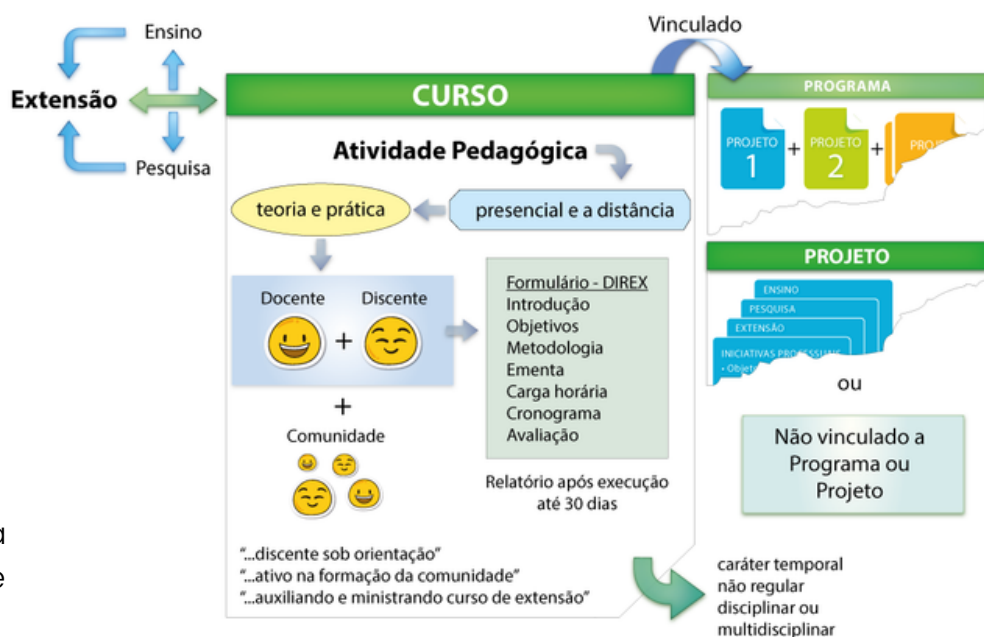 Ensino
Extensão
Pesquisa
Vinculado
CURSO
Atividade Pedagógica
teoria e prática
presencial e a distância
Docente
Discente
+
+
Comunidade
Formulário - DIREX
Introdução
Objetivos
Metodologia
Ementa
Carga horária
Cronograma
Avaliação
Relatório após execução
até 30 dias
"...discente sob orientação"
"...ativo na formação da comunidade"
"...auxiliando e ministrando curso de extensão"
PROGRAMA
PROJETO
1
+
PROJETO
2
+
PROJETO
ENSINO
PESQUISA
EXTENSÃO
INICIATIVAS
ou
Não vinculado a
Programa ou
Projeto
caráter temporal
não regular
disciplinar ou
multidisciplinar